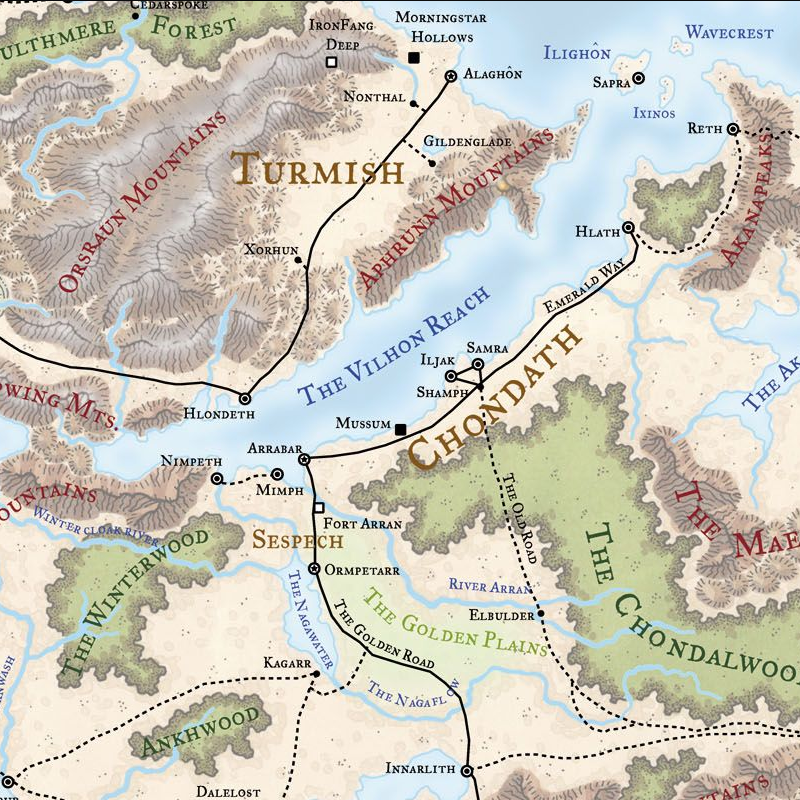 Cedarspoke
ulthmere Forest
IronFang
Deep
Morningstar
Hollows
Alaghôn
Nonthal
Gildenglade
Turmish
Orsraun Mountains
Aphrunn Mountains
Xorhun
Ilighôn
Wavecrest
Sapra
Ixinos
Reth
Akanapeaks
Hlath
Emerald Way
The Vilhon Reach
Iljak
Samra
Shamph
Chondath
The Ak
owing Mts.
Hlondeth
Mussum
Arrabar
Nimpeth
Mimph
ountains
Winter cloak River
The Winterwood
Fort Arran
Sespech
Ormpetarr
The Old Road
The Mae
The Chondalwoo
River Arran
Elbulder
The Golden Plains
The Nagawater
The Golden Road
Kagarr
The Nagaflow
nwash
Ankhwood
Dalelost
Innarlith
ur
tains